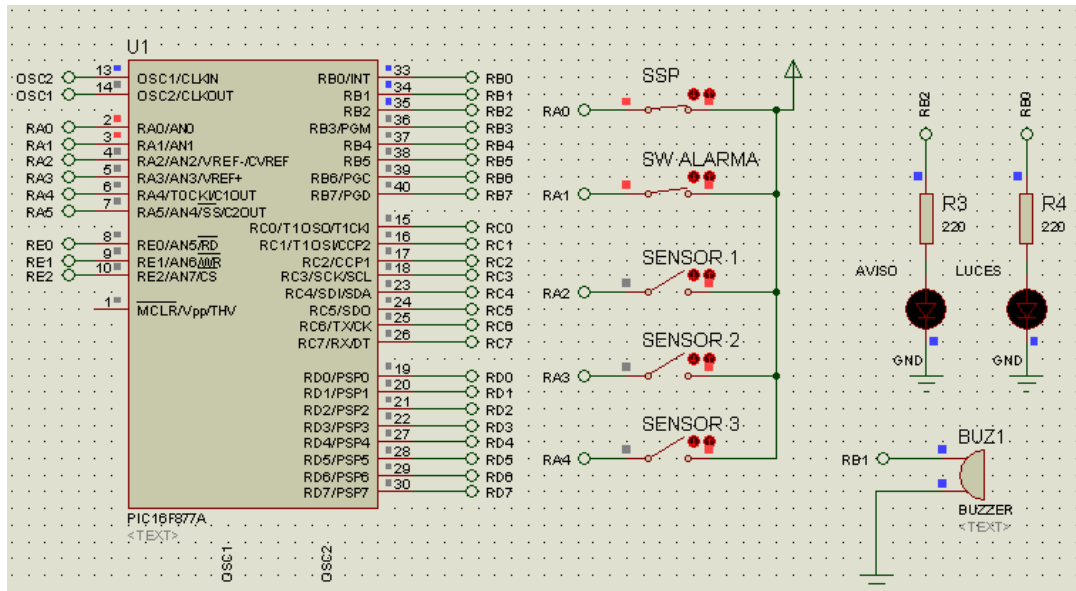 U1
OSC2 13 OSC1/CLKIN RB0/INT 33 RB0
OSC1 14 OSC2/CLKOUT RB1 34 RB1
RB2 35 RB2
RA0 2 RA0/AN0 RB3/PGM 36 RB3
RA1 3 RA1/AN1 RB4 37 RB4
RA2 4 RA2/AN2/VREF-/CVREF RB5 38 RB5
RA3 5 RA3/AN3/VREF+ RB6/PGC 39 RB6
RA4 6 RA4/T0CKI/C1OUT RB7/PGD 40 RB7
RA5 7 RA5/AN4/SS/C2OUT
RC0/T1OSO/T1CKI 15 RC0
RE0 8 RE0/AN5/RD RC1/T1OSI/CCP2 16 RC1
RE1 9 RE1/AN6/WR RC2/CCP1 17 RC2
RE2 10 RE2/AN7/CS RC3/SCK/SCL 18 RC3
RC4/SDI/SDA 23 RC4
1 MCLR/Vpp/THV RC5/SDO 24 RC5
RC6/TX/CK 25 RC6
RC7/RX/DT 26 RC7
RD0/PSP0 19 RD0
RD1/PSP1 20 RD1
RD2/PSP2 21 RD2
RD3/PSP3 22 RD3
RD4/PSP4 27 RD4
RD5/PSP5 28 RD5
RD6/PSP6 29 RD6
RD7/PSP7 30 RD7
PIC16F877A
<TEXT>
OSC1
OSC2
SSP
RA0
SW ALARMA
RA1
SENSOR 1
RA2
SENSOR 2
RA3
SENSOR 3
RA4
RB2
RB0
R3
220
R4
220
AVISO
LUCES
GND
GND
BUZ1
RB1
BUZZER
<TEXT>